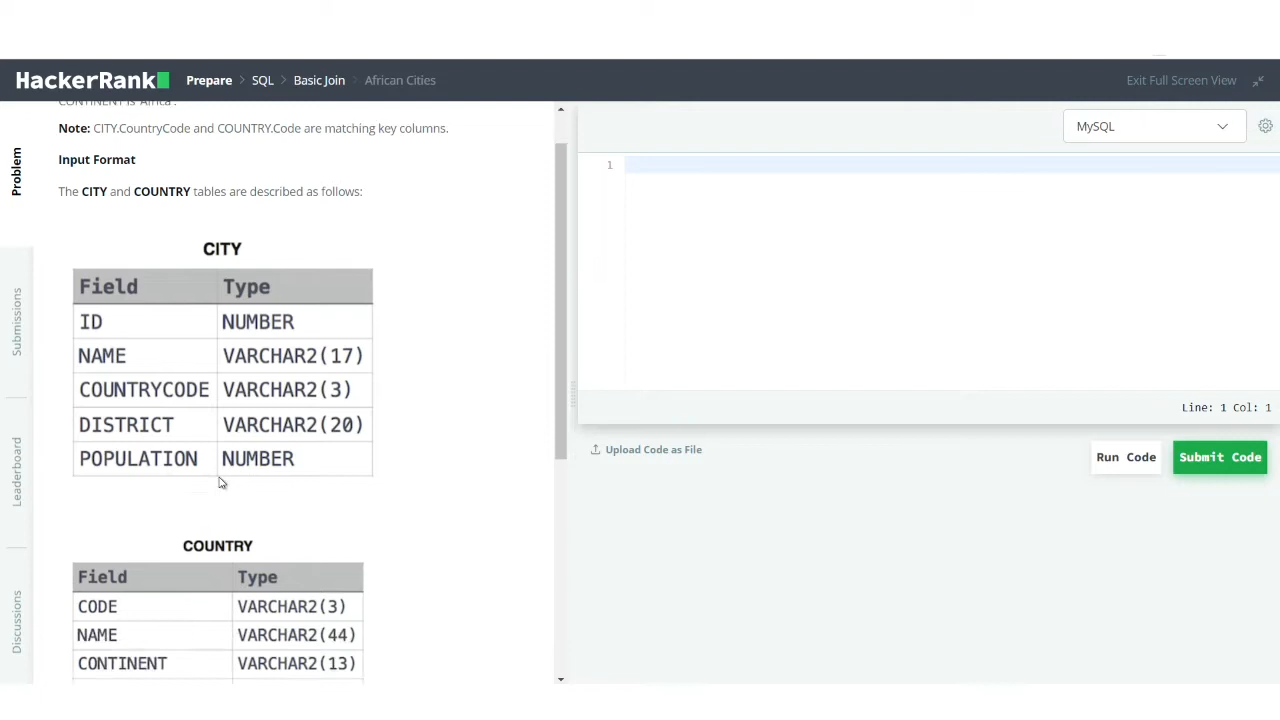 HackerRank Prepare > SQL > Basic Join > African Cities Exit Full Screen View
CONTINENT is 'Africa'.
Note: CITY.CountryCode and COUNTRY.Code are matching key columns.
Input Format
The CITY and COUNTRY tables are described as follows:
CITY
Field Type
ID NUMBER
NAME VARCHAR2(17)
COUNTRYCODE VARCHAR2(3)
DISTRICT VARCHAR2(20)
POPULATION NUMBER
COUNTRY
Field Type
CODE VARCHAR2(3)
NAME VARCHAR2(44)
CONTINENT VARCHAR2(13)
Problem
Submissions
Leaderboard
Discussions
MySQL
1
Line: 1 Col: 1
Upload Code as File
Run Code
Submit Code